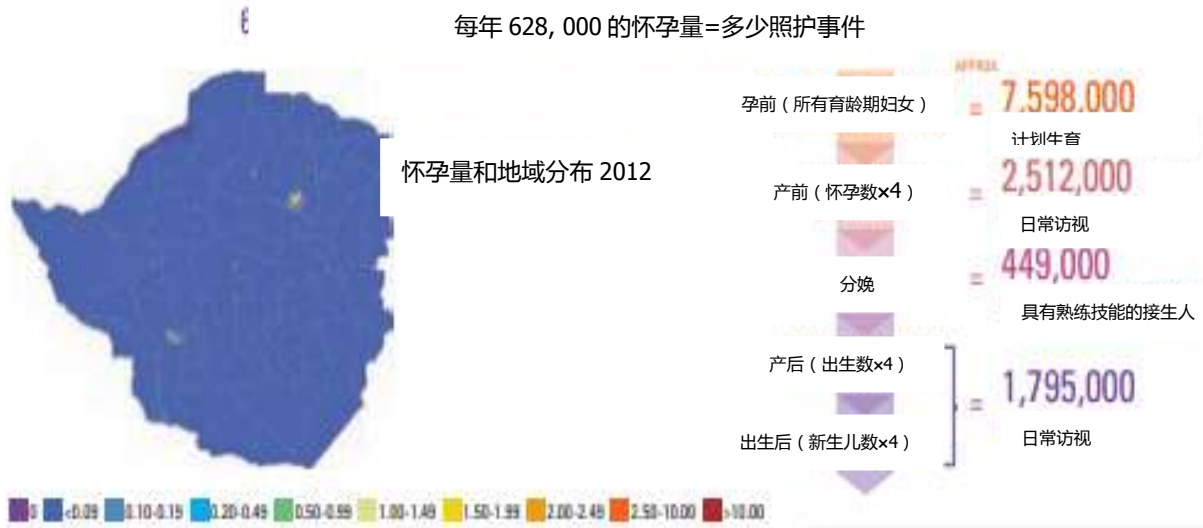 每年 628, 000 的怀孕量=多少照护事件
怀孕量和地域分布 2012
APPROX
孕前（所有育龄期妇女）
= 7,598,000
计划生育
产前（怀孕数×4）
= 2,512,000
日常访视
分娩
= 449,000
具有熟练技能的接生人
产后（出生数×4）
出生后（新生儿数×4）
= 1,795,000
日常访视
0 <0.09 0.10-0.19 0.20-0.49 0.50-0.99 1.00-1.49 1.50-1.99 2.00-2.49 2.50-10.00 >10.00